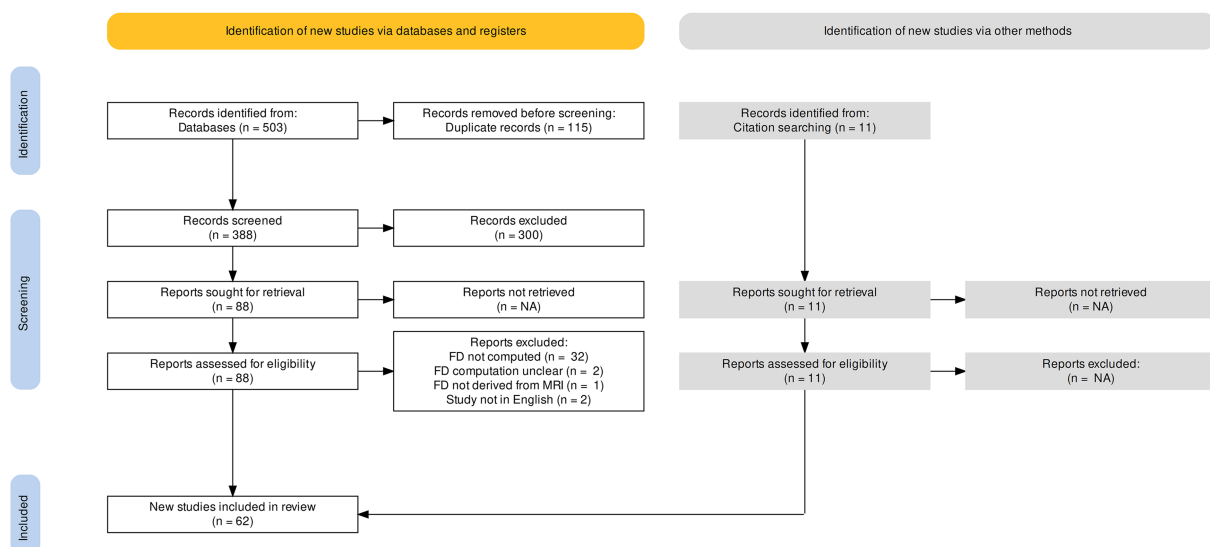 Identification of new studies via databases and registers
Identification of new studies via other methods
Identification
Records identified from:
Databases (n = 503)
Records removed before screening:
Duplicate records (n = 115)
Records identified from:
Citation searching (n = 11)
Screening
Records screened
(n = 388)
Records excluded
(n = 300)
Reports sought for retrieval
(n = 88)
Reports not retrieved
(n = NA)
Reports sought for retrieval
(n = 11)
Reports not retrieved
(n = NA)
Reports assessed for eligibility
(n = 88)
Reports excluded:
FD not computed (n = 32)
FD computation unclear (n = 2)
FD not derived from MRI (n = 1)
Study not in English (n = 2)
Reports assessed for eligibility
(n = 11)
Reports excluded:
(n = NA)
Included
New studies included in review
(n = 62)